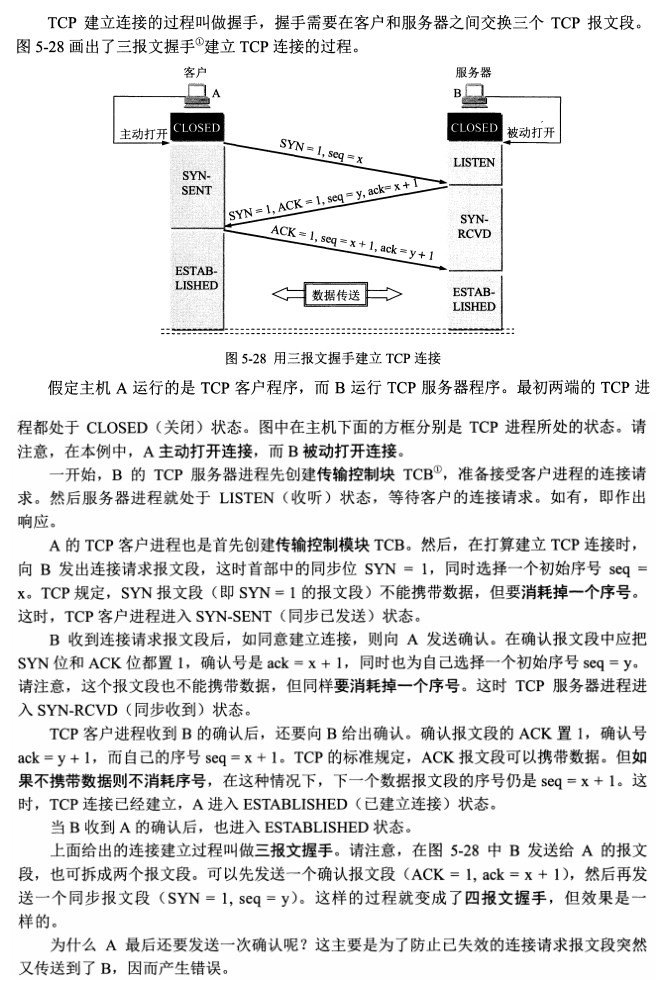 TCP 建立连接的过程叫做握手，握手需要在客户和服务器之间交换三个 TCP 报文段。
图 5-28 画出了三报文握手①建立 TCP 连接的过程。
客户
服务器
A
B
CLOSED
CLOSED
主动打开
被动打开
SYN = 1, seq = x
LISTEN
SYN-
SENT
SYN = 1, ACK = 1, seq = y, ack= x + 1
SYN-
RCVD
ACK = 1, seq = x + 1, ack = y + 1
ESTAB-
LISHED
数据传送
ESTAB-
LISHED
图 5-28 用三报文握手建立 TCP 连接
假定主机 A 运行的是 TCP 客户程序，而 B 运行 TCP 服务器程序。最初两端的 TCP 进
程都处于 CLOSED（关闭）状态。图中在主机下面的方框分别是 TCP 进程所处的状态。请
注意，在本例中，A 主动打开连接，而 B 被动打开连接。
一开始，B 的 TCP 服务器进程先创建传输控制块 TCB①，准备接受客户进程的连接请
求。然后服务器进程就处于 LISTEN（收听）状态，等待客户的连接请求。如有，即作出
响应。
A 的 TCP 客户进程也是首先创建传输控制模块 TCB。然后，在打算建立 TCP 连接时，
向 B 发出连接请求报文段，这时首部中的同步位 SYN = 1，同时选择一个初始序号 seq =
x。TCP 规定，SYN 报文段（即 SYN = 1 的报文段）不能携带数据，但要消耗掉一个序号。
这时，TCP 客户进程进入 SYN-SENT（同步已发送）状态。
B 收到连接请求报文段后，如同意建立连接，则向 A 发送确认。在确认报文段中应把
SYN 位和 ACK 位都置 1，确认号是 ack = x + 1，同时也为自己选择一个初始序号 seq = y。
请注意，这个报文段也不能携带数据，但同样要消耗掉一个序号。这时 TCP 服务器进程进
入 SYN-RCVD（同步收到）状态。
TCP 客户进程收到 B 的确认后，还要向 B 给出确认。确认报文段的 ACK 置 1，确认号
ack = y + 1，而自己的序号 seq = x + 1。TCP 的标准规定，ACK 报文段可以携带数据。但如
果不携带数据则不消耗序号，在这种情况下，下一个数据报文段的序号仍是 seq = x + 1。这
时，TCP 连接已经建立，A 进入 ESTABLISHED（已建立连接）状态。
当 B 收到 A 的确认后，也进入 ESTABLISHED 状态。
上面给出的连接建立过程叫做三报文握手。请注意，在图 5-28 中 B 发送给 A 的报文
段，也可拆成两个报文段。可以先发送一个确认报文段（ACK = 1, ack = x + 1），然后再发
送一个同步报文段（SYN = 1, seq = y）。这样的过程就变成了四报文握手，但效果是一
样的。
为什么 A 最后还要发送一次确认呢？这主要是为了防止已失效的连接请求报文段突然
又传送到了 B，因而产生错误。